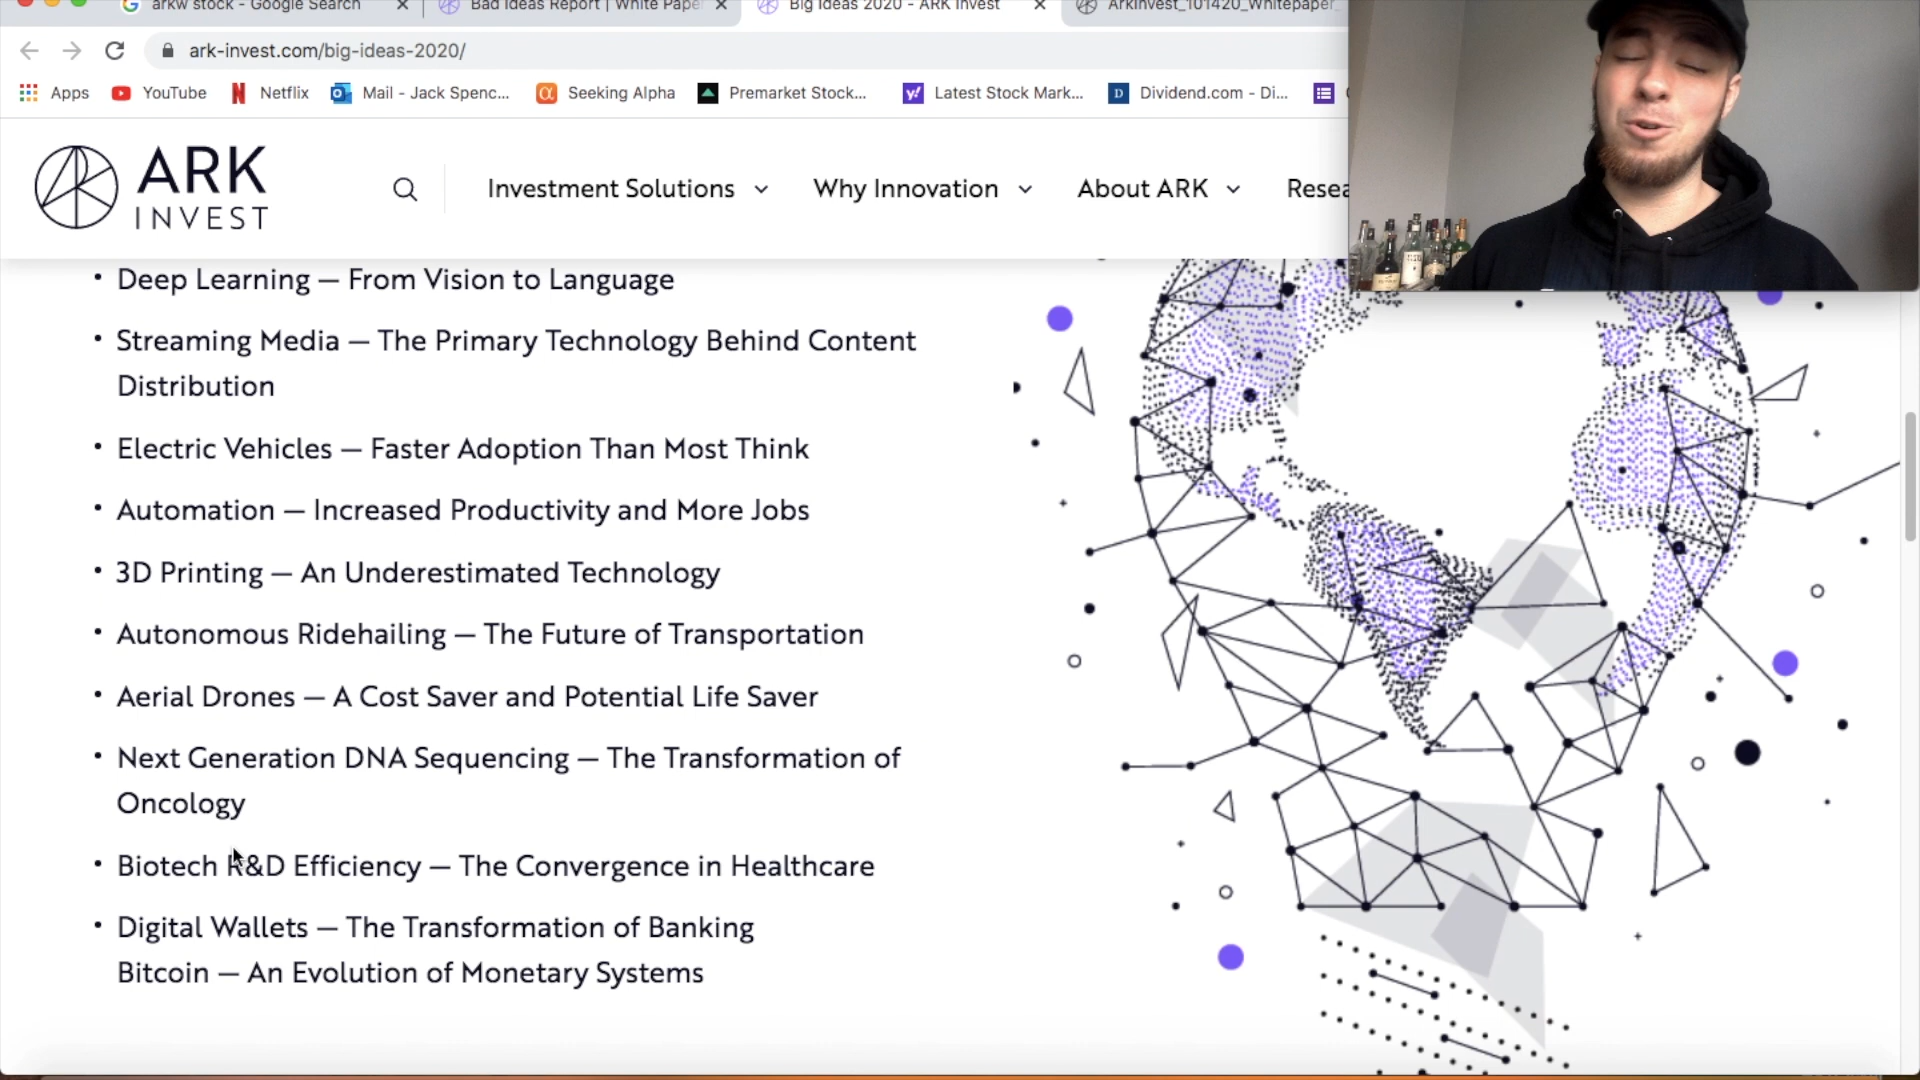 arkw stock - Google Search
Bad Ideas Report | White Pape
Big Ideas 2020 - ARK Invest
ArkInvest_101420_Whitepaper_
ark-invest.com/big-ideas-2020/
Apps
YouTube
Netflix
Mail - Jack Spenc...
Seeking Alpha
Premarket Stock...
Latest Stock Mark...
Dividend.com - Di...
ARK
INVEST
Investment Solutions
Why Innovation
About ARK
Resea
• Deep Learning — From Vision to Language
• Streaming Media — The Primary Technology Behind Content
Distribution
• Electric Vehicles — Faster Adoption Than Most Think
• Automation — Increased Productivity and More Jobs
• 3D Printing — An Underestimated Technology
• Autonomous Ridehailing — The Future of Transportation
• Aerial Drones — A Cost Saver and Potential Life Saver
• Next Generation DNA Sequencing — The Transformation of
Oncology
• Biotech R&D Efficiency — The Convergence in Healthcare
• Digital Wallets — The Transformation of Banking
Bitcoin — An Evolution of Monetary Systems